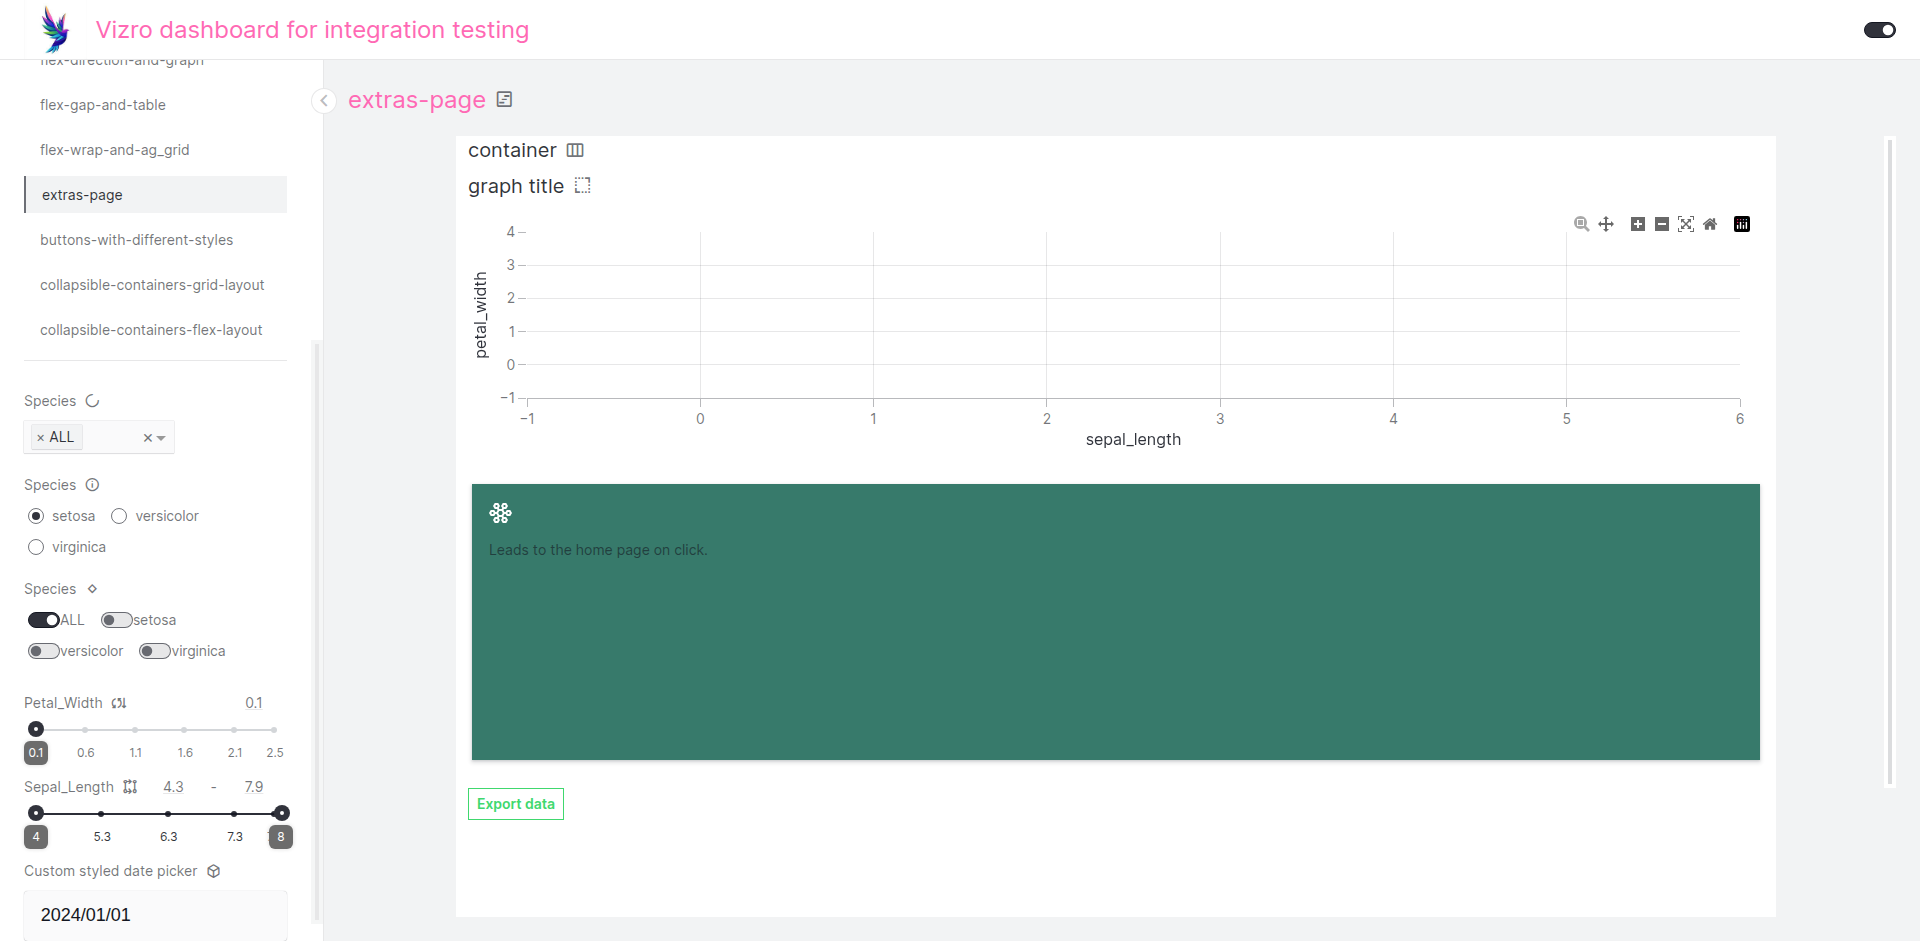 Vizro dashboard for integration testing
flex-direction-and-graph
flex-gap-and-table
flex-wrap-and-ag_grid
extras-page
buttons-with-different-styles
collapsible-containers-grid-layout
collapsible-containers-flex-layout
Species
× ALL ×
Species
setosa versicolor
virginica
Species
ALL setosa
versicolor virginica
Petal_Width 0.1
0.1 0.6 1.1 1.6 2.1 2.5
Sepal_Length 4.3 - 7.9
4 5.3 6.3 7.3 8
Custom styled date picker
2024/01/01
extras-page
container
graph title
4
3
2
1
0
−1
petal_width
−1 0 1 2 3 4 5 6
sepal_length
Leads to the home page on click.
Export data